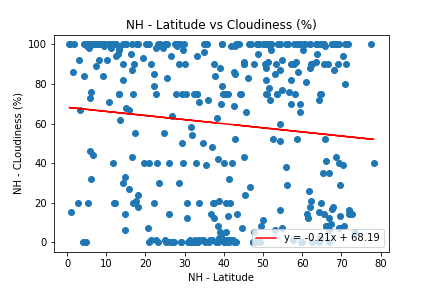 NH - Latitude vs Cloudiness (%)
100
80
60
40
20
0
NH - CLoudiness (%)
y = -0.21x + 68.19
0 10 20 30 40 50 60 70 80
NH - Latitude